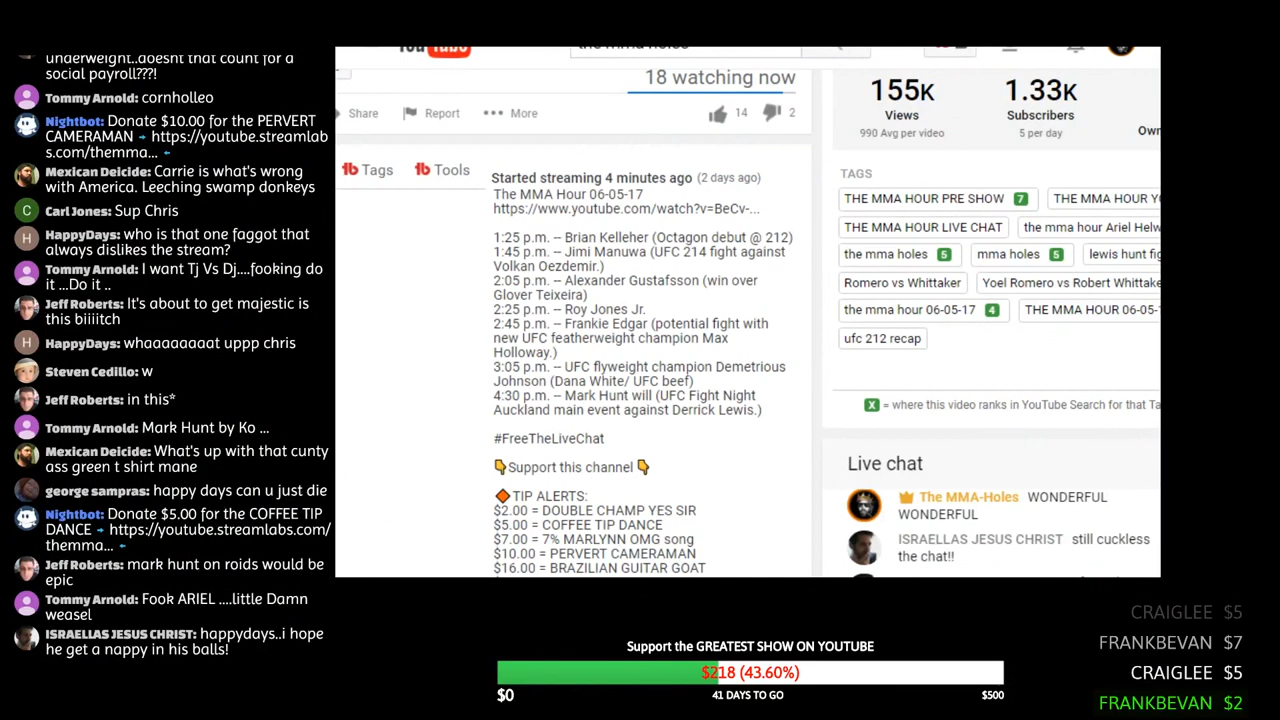 underweight..doesnt that count for a
social payroll???!
Tommy Arnold: cornholleo
Nightbot: Donate $10.00 for the PERVERT
CAMERAMAN → https://youtube.streamlab
s.com/themma... ←
Mexican Deicide: Carrie is what's wrong
with America. Leeching swamp donkeys
Carl Jones: Sup Chris
HappyDays: who is that one faggot that
always dislikes the stream?
Tommy Arnold: I want Tj Vs Dj....fooking do
it ...Do it ..
Jeff Roberts: It's about to get majestic is
this biiiitch
HappyDays: whaaaaaaat uppp chris
Steven Cedillo: w
Jeff Roberts: in this*
Tommy Arnold: Mark Hunt by Ko ...
Mexican Deicide: What's up with that cunty
ass green t shirt mane
george sampras: happy days can u just die
Nightbot: Donate $5.00 for the COFFEE TIP
DANCE → https://youtube.streamlabs.com/
themma... ←
Jeff Roberts: mark hunt on roids would be
epic
Tommy Arnold: Fook ARIEL ....little Damn
weasel
ISRAELLAS JESUS CHRIST: happydays..i hope
he get a nappy in his balls!
YouTube
the mma holes
18 watching now
Share Report More 14 2
Tags Tools
Started streaming 4 minutes ago (2 days ago)
The MMA Hour 06-05-17
https://www.youtube.com/watch?v=BeCv-...
1:25 p.m. -- Brian Kelleher (Octagon debut @ 212)
1:45 p.m. -- Jimi Manuwa (UFC 214 fight against
Volkan Oezdemir.)
2:05 p.m. -- Alexander Gustafsson (win over
Glover Teixeira)
2:25 p.m. -- Roy Jones Jr.
2:45 p.m. -- Frankie Edgar (potential fight with
new UFC featherweight champion Max
Holloway.)
3:05 p.m. -- UFC flyweight champion Demetrious
Johnson (Dana White/ UFC beef)
4:30 p.m. -- Mark Hunt will (UFC Fight Night
Auckland main event against Derrick Lewis.)
#FreeTheLiveChat
👇Support this channel👇
🔶TIP ALERTS:
$2.00 = DOUBLE CHAMP YES SIR
$5.00 = COFFEE TIP DANCE
$7.00 = 7% MARLYNN OMG song
$10.00 = PERVERT CAMERAMAN
$16.00 = BRAZILIAN GUITAR GOAT
155K 1.33K
Views Subscribers
990 Avg per video 5 per day
Own
TAGS
THE MMA HOUR PRE SHOW 7 THE MMA HOUR Y
THE MMA HOUR LIVE CHAT the mma hour Ariel Helw
the mma holes 5 mma holes 5 lewis hunt fig
Romero vs Whittaker Yoel Romero vs Robert Whittake
the mma hour 06-05-17 4 THE MMA HOUR 06-05-
ufc 212 recap
X = where this video ranks in YouTube Search for that Ta
Live chat
The MMA-Holes WONDERFUL
WONDERFUL
ISRAELLAS JESUS CHRIST still cuckless
the chat!!
Support the GREATEST SHOW ON YOUTUBE
$218 (43.60%)
$0 41 DAYS TO GO $500
CRAIGLEE $5
FRANKBEVAN $7
CRAIGLEE $5
FRANKBEVAN $2